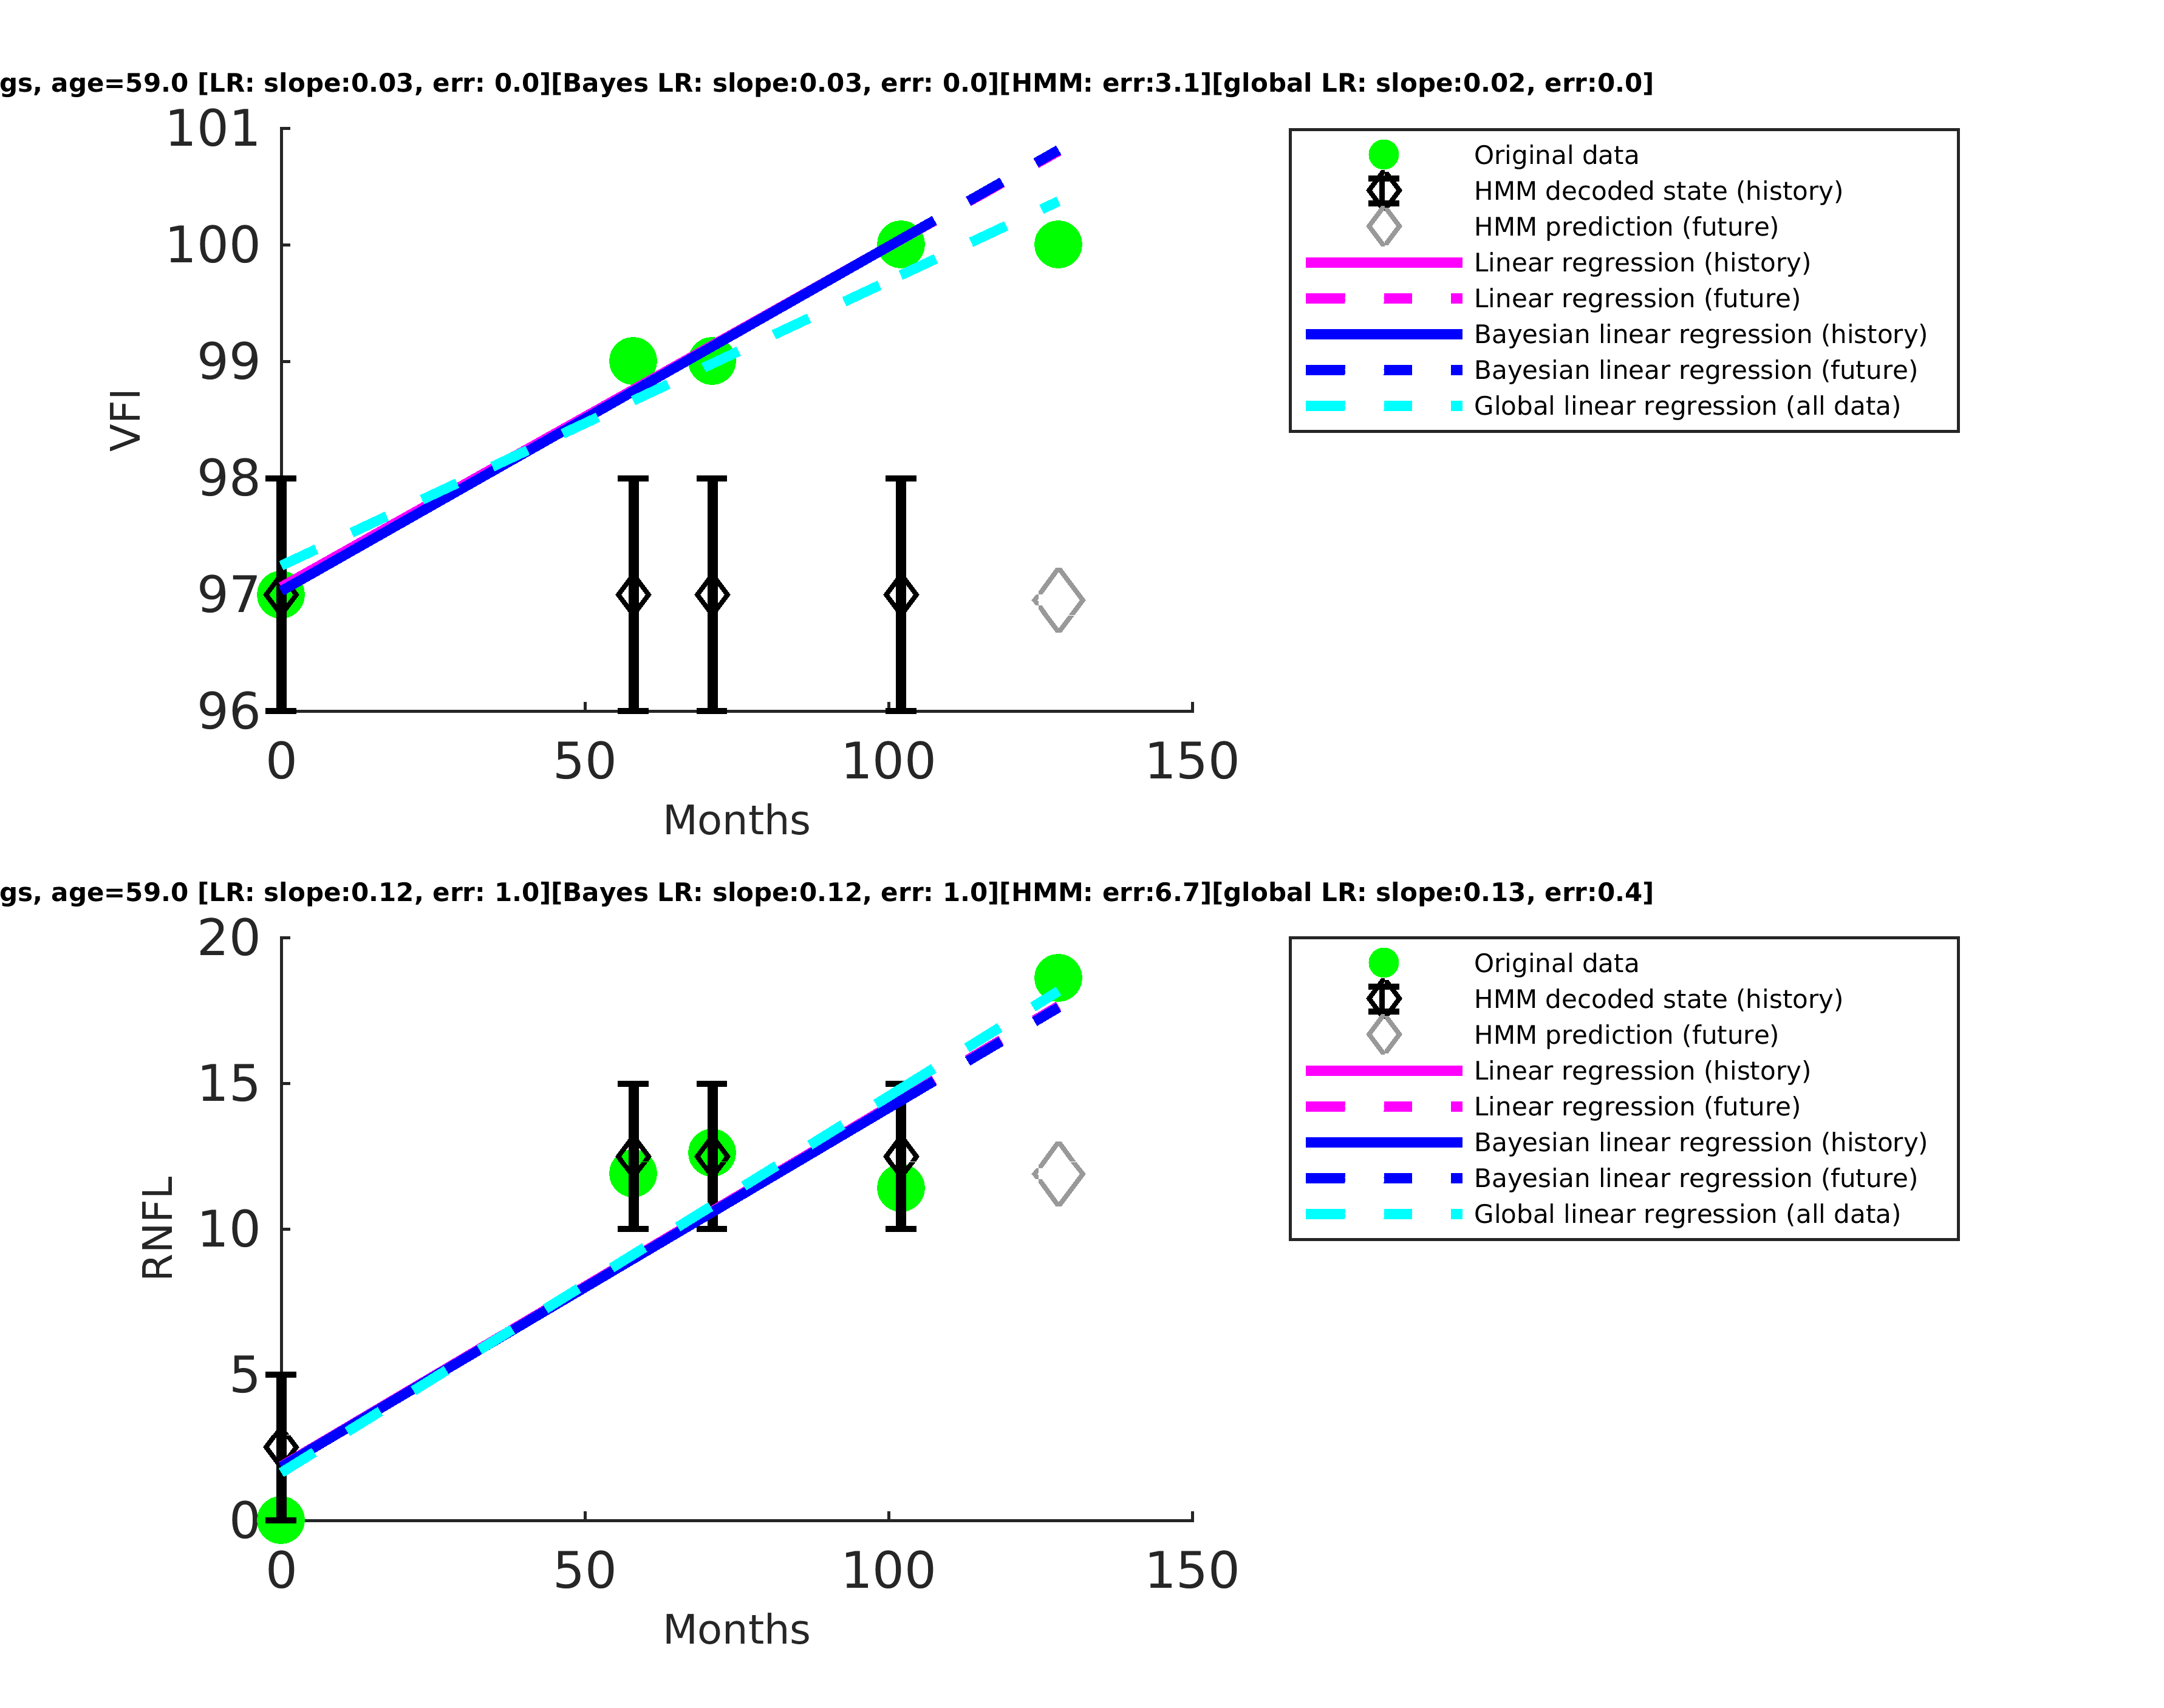 gs, age=59.0 [LR: slope:0.03, err: 0.0][Bayes LR: slope:0.03, err: 0.0][HMM: err:3.1][global LR: slope:0.02, err:0.0]
101
100
99
98
97
96
VFI
0 50 100 150
Months
Original data
HMM decoded state (history)
HMM prediction (future)
Linear regression (history)
Linear regression (future)
Bayesian linear regression (history)
Bayesian linear regression (future)
Global linear regression (all data)
gs, age=59.0 [LR: slope:0.12, err: 1.0][Bayes LR: slope:0.12, err: 1.0][HMM: err:6.7][global LR: slope:0.13, err:0.4]
20
15
10
5
0
RNFL
0 50 100 150
Months
Original data
HMM decoded state (history)
HMM prediction (future)
Linear regression (history)
Linear regression (future)
Bayesian linear regression (history)
Bayesian linear regression (future)
Global linear regression (all data)